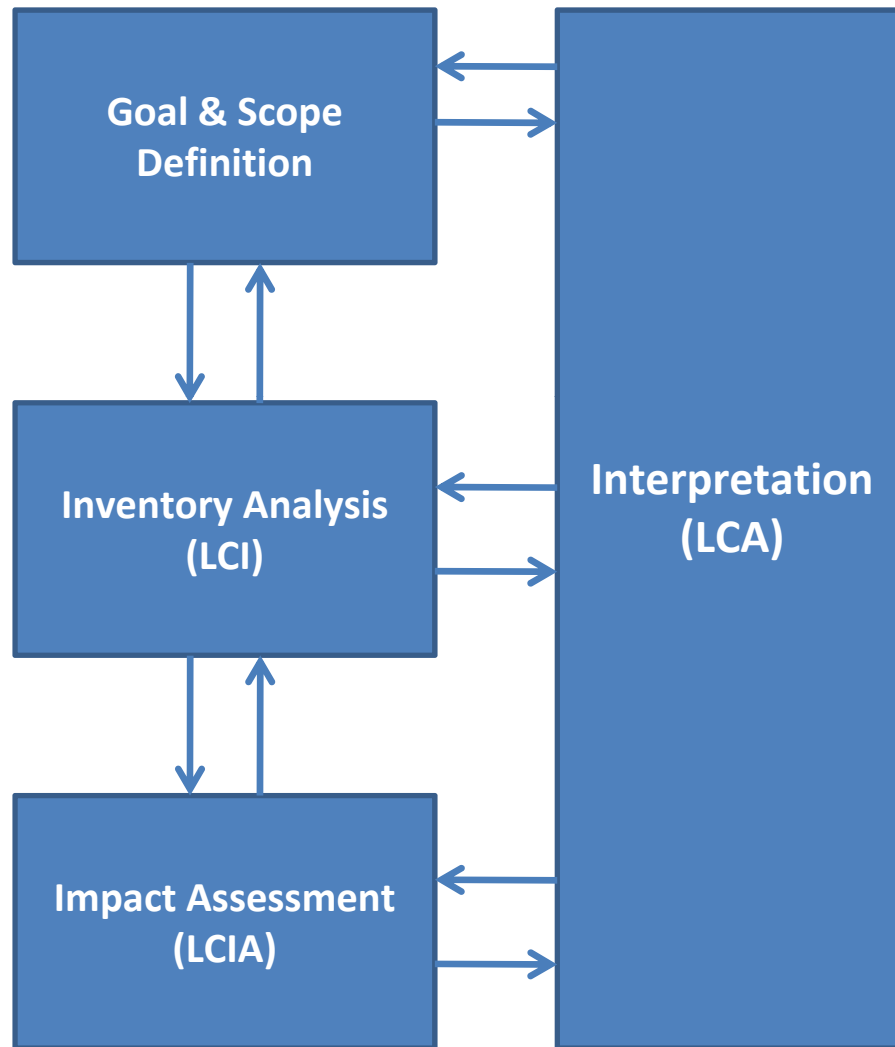 Goal & Scope
Definition
Inventory Analysis
(LCI)
Interpretation
(LCA)
Impact Assessment
(LCIA)